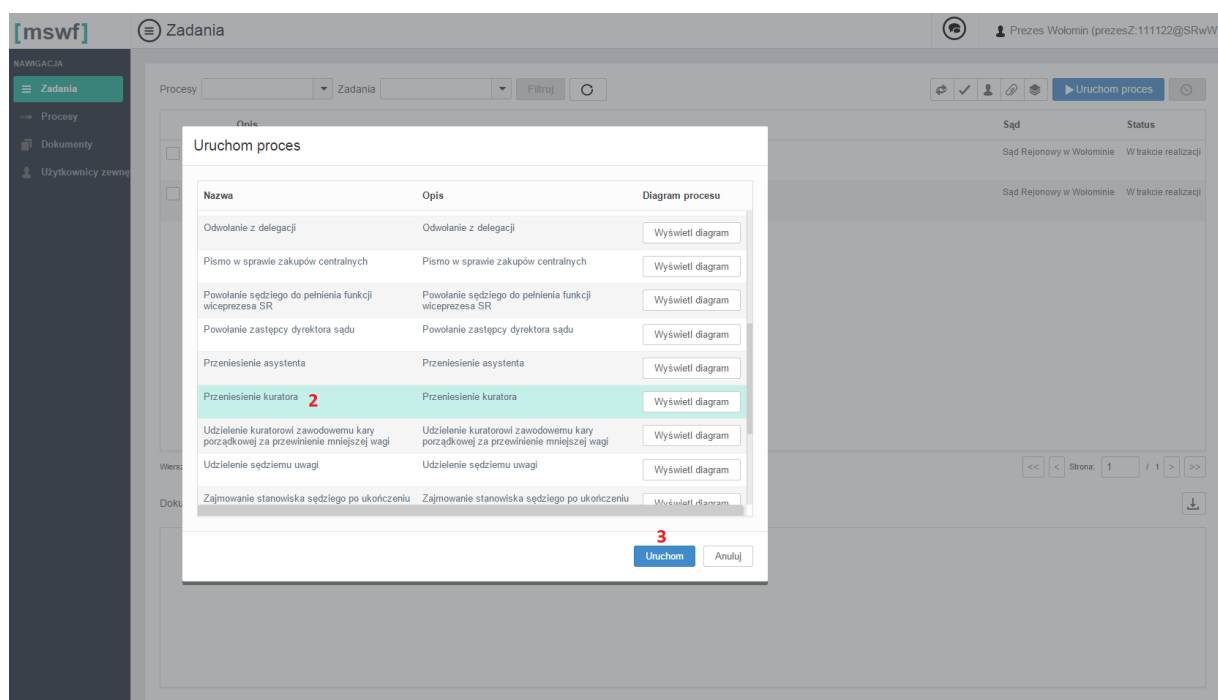 [mswf]
Zadania
Prezes Wołomin (prezesZ:111122@SRwW
NAWIGACJA
Zadania
Procesy
Dokumenty
Użytkownicy zewnę
Procesy
Zadania
Filtruj
Uruchom proces
Opis
Sąd
Status
Sąd Rejonowy w Wołominie W trakcie realizacji
Sąd Rejonowy w Wołominie W trakcie realizacji
Uruchom proces
Nazwa Opis Diagram procesu
Odwołanie z delegacji Odwołanie z delegacji Wyświetl diagram
Pismo w sprawie zakupów centralnych Pismo w sprawie zakupów centralnych Wyświetl diagram
Powołanie sędziego do pełnienia funkcji
wiceprezesa SR
Powołanie sędziego do pełnienia funkcji
wiceprezesa SR
Wyświetl diagram
Powołanie zastępcy dyrektora sądu Powołanie zastępcy dyrektora sądu Wyświetl diagram
Przeniesienie asystenta Przeniesienie asystenta Wyświetl diagram
Przeniesienie kuratora 2 Przeniesienie kuratora Wyświetl diagram
Udzielenie kuratorowi zawodowemu kary
porządkowej za przewinienie mniejszej wagi
Udzielenie kuratorowi zawodowemu kary
porządkowej za przewinienie mniejszej wagi
Wyświetl diagram
Udzielenie sędziemu uwagi Udzielenie sędziemu uwagi Wyświetl diagram
Zajmowanie stanowiska sędziego po ukończeniu Zajmowanie stanowiska sędziego po ukończeniu Wyświetl diagram
3
Uruchom Anuluj
Wiersz
<< < Strona: 1 / 1 > >>
Doku